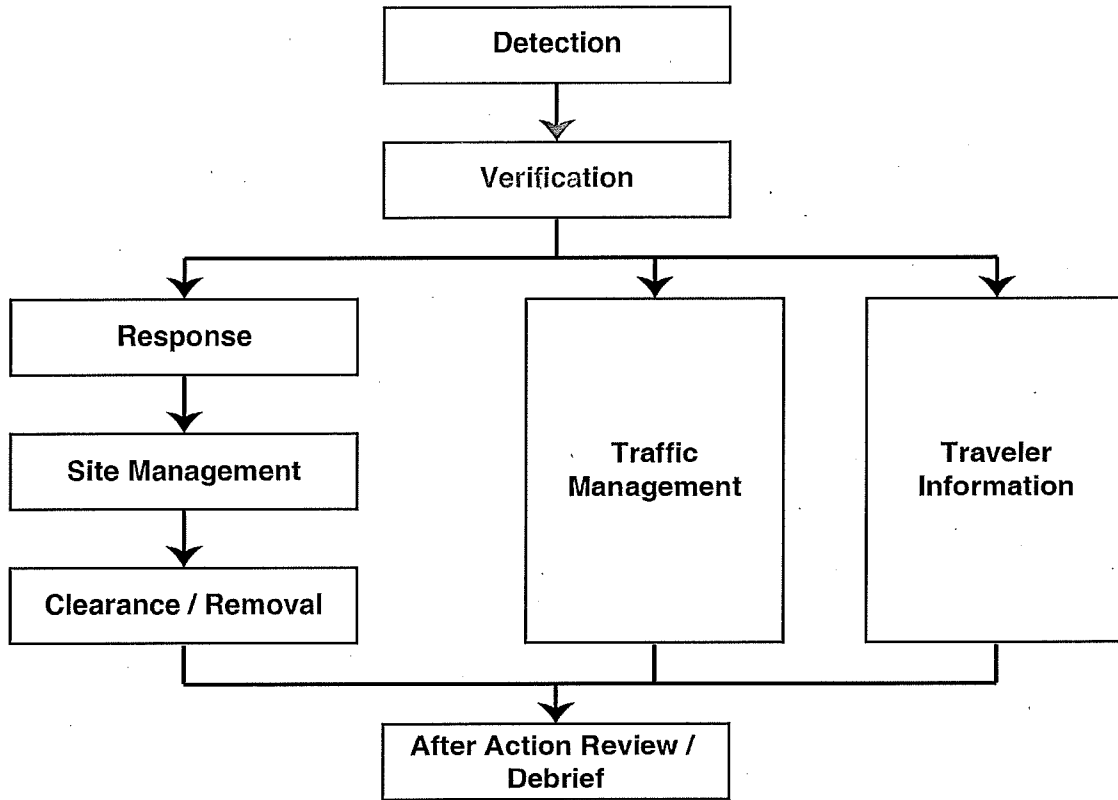 Detection
Verification
Response
Site Management
Clearance / Removal
Traffic
Management
Traveler
Information
After Action Review /
Debrief